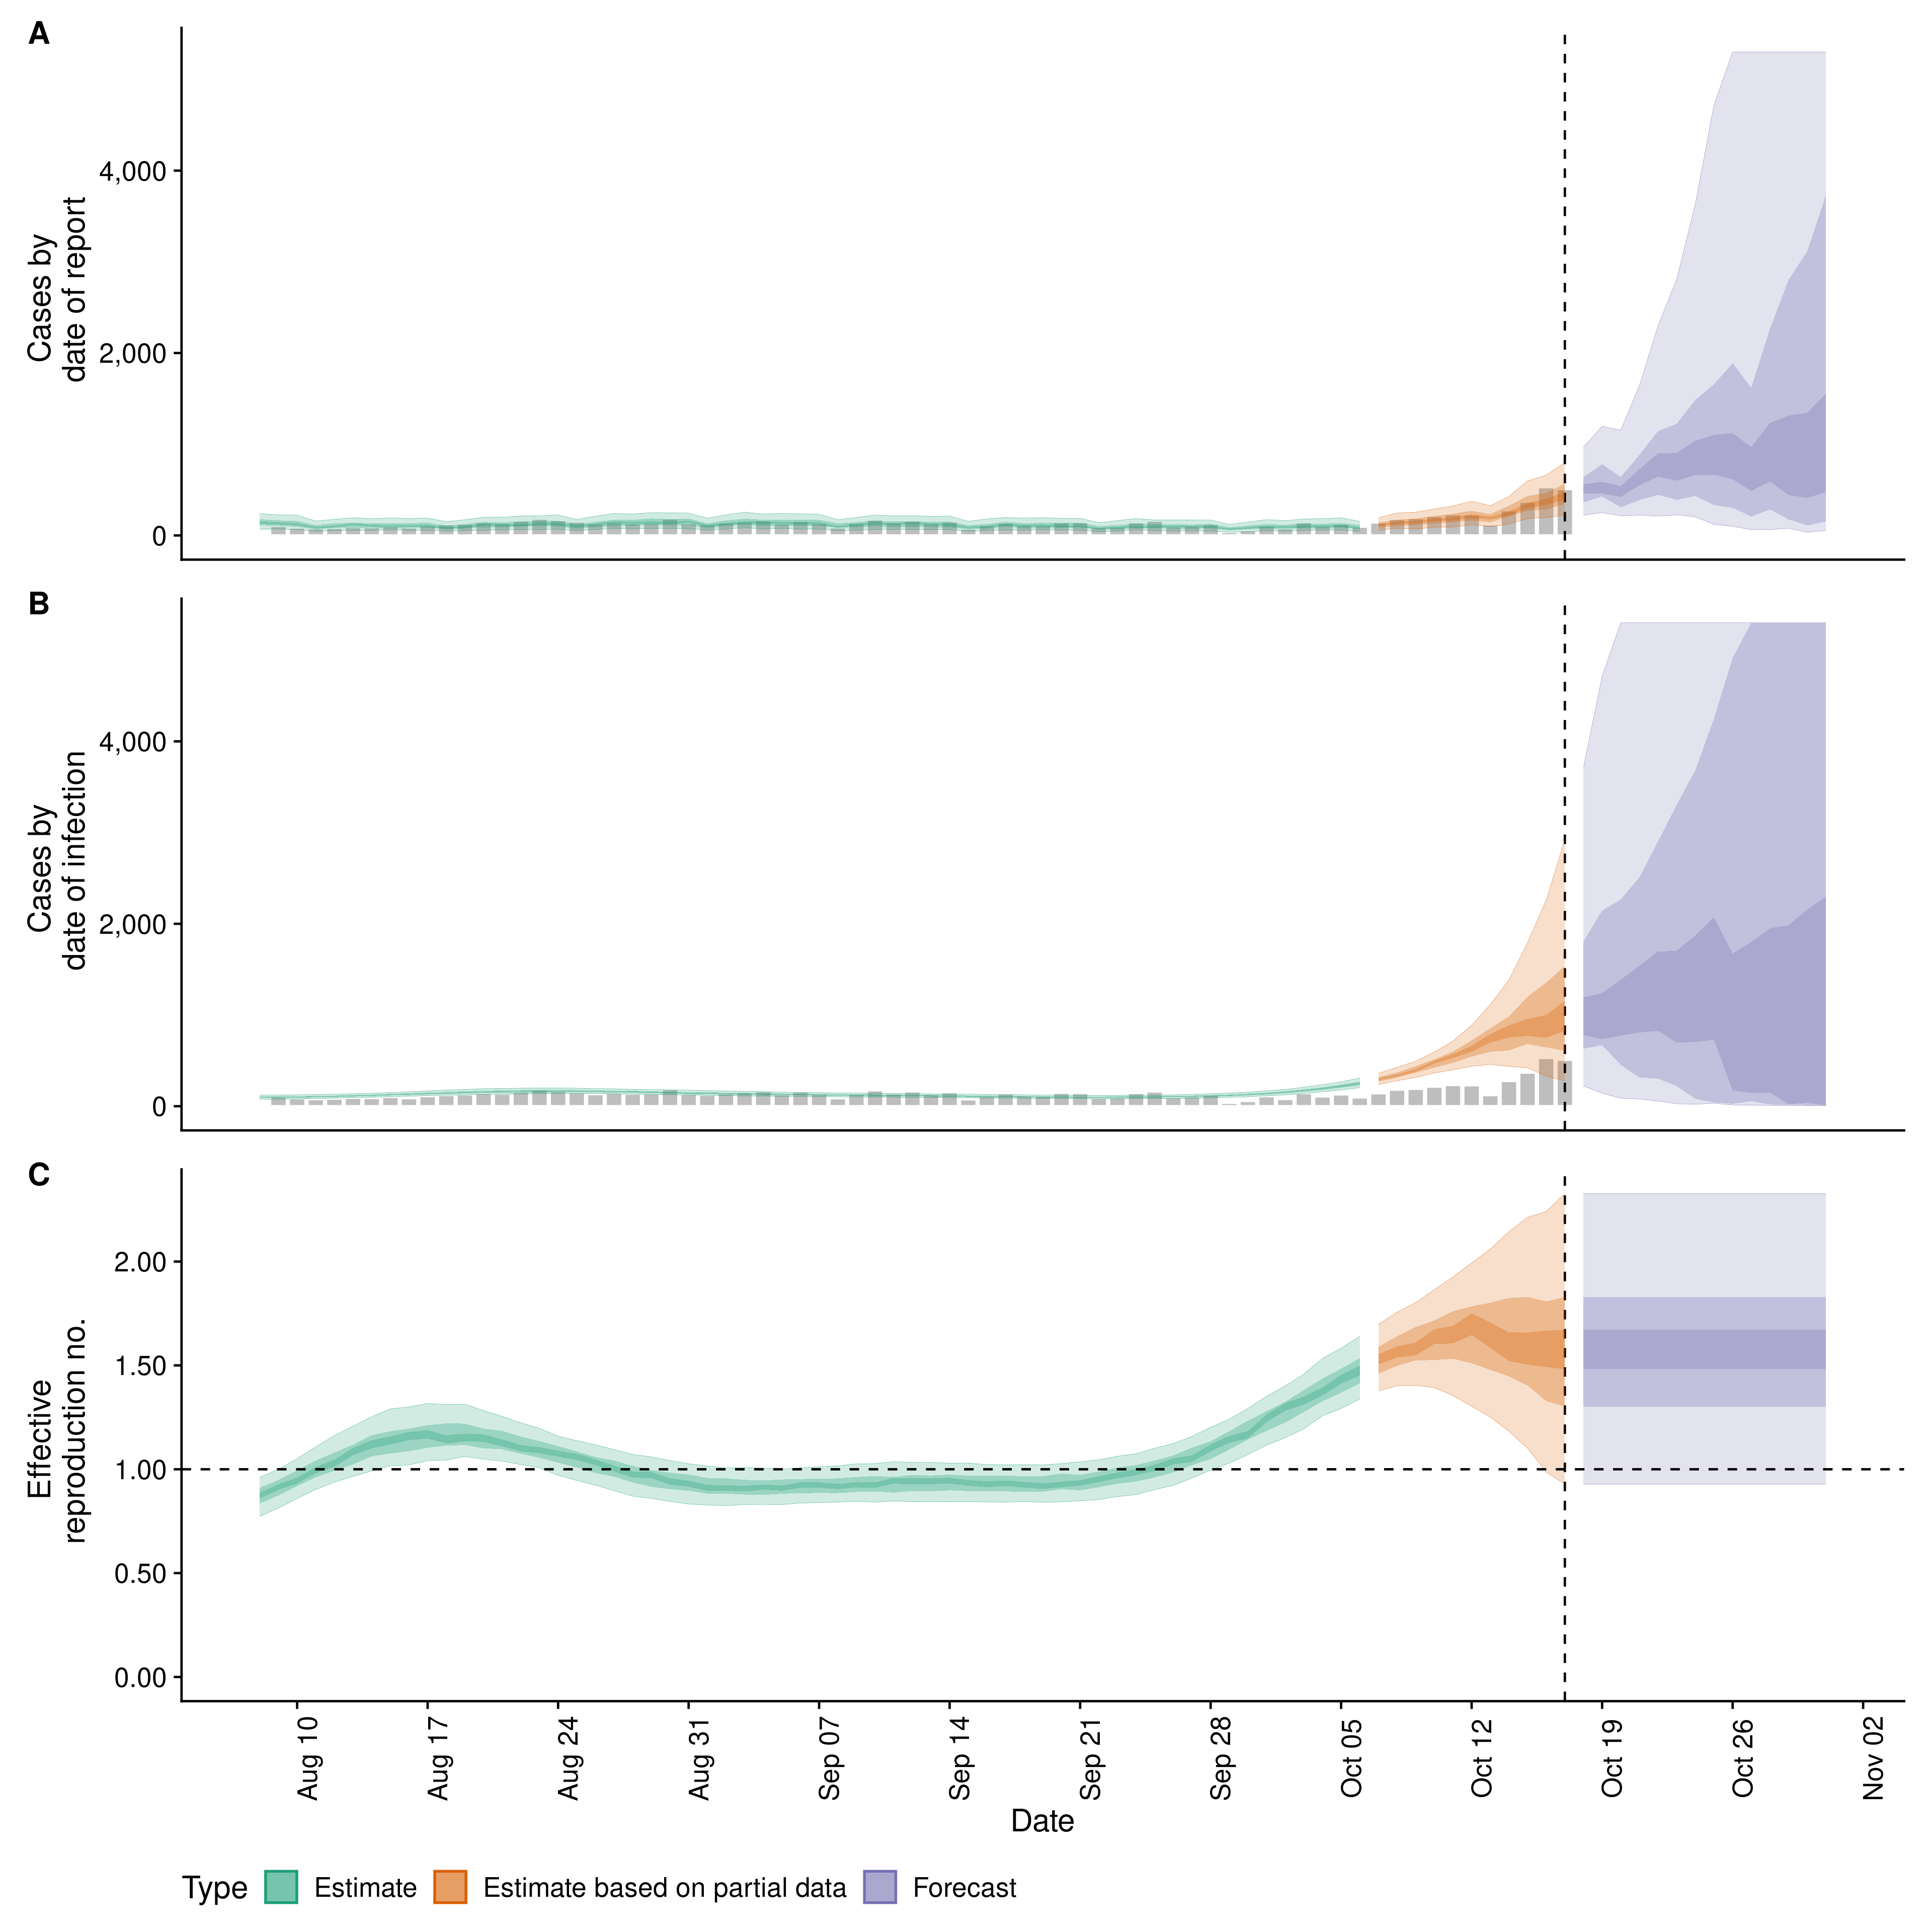 A
Cases by
date of report
4,000
2,000
0
B
Cases by
date of infection
4,000
2,000
0
C
Effective
reproduction no.
2.00
1.50
1.00
0.50
0.00
Aug 10
Aug 17
Aug 24
Aug 31
Sep 07
Sep 14
Sep 21
Sep 28
Oct 05
Oct 12
Oct 19
Oct 26
Nov 02
Date
Type Estimate Estimate based on partial data Forecast